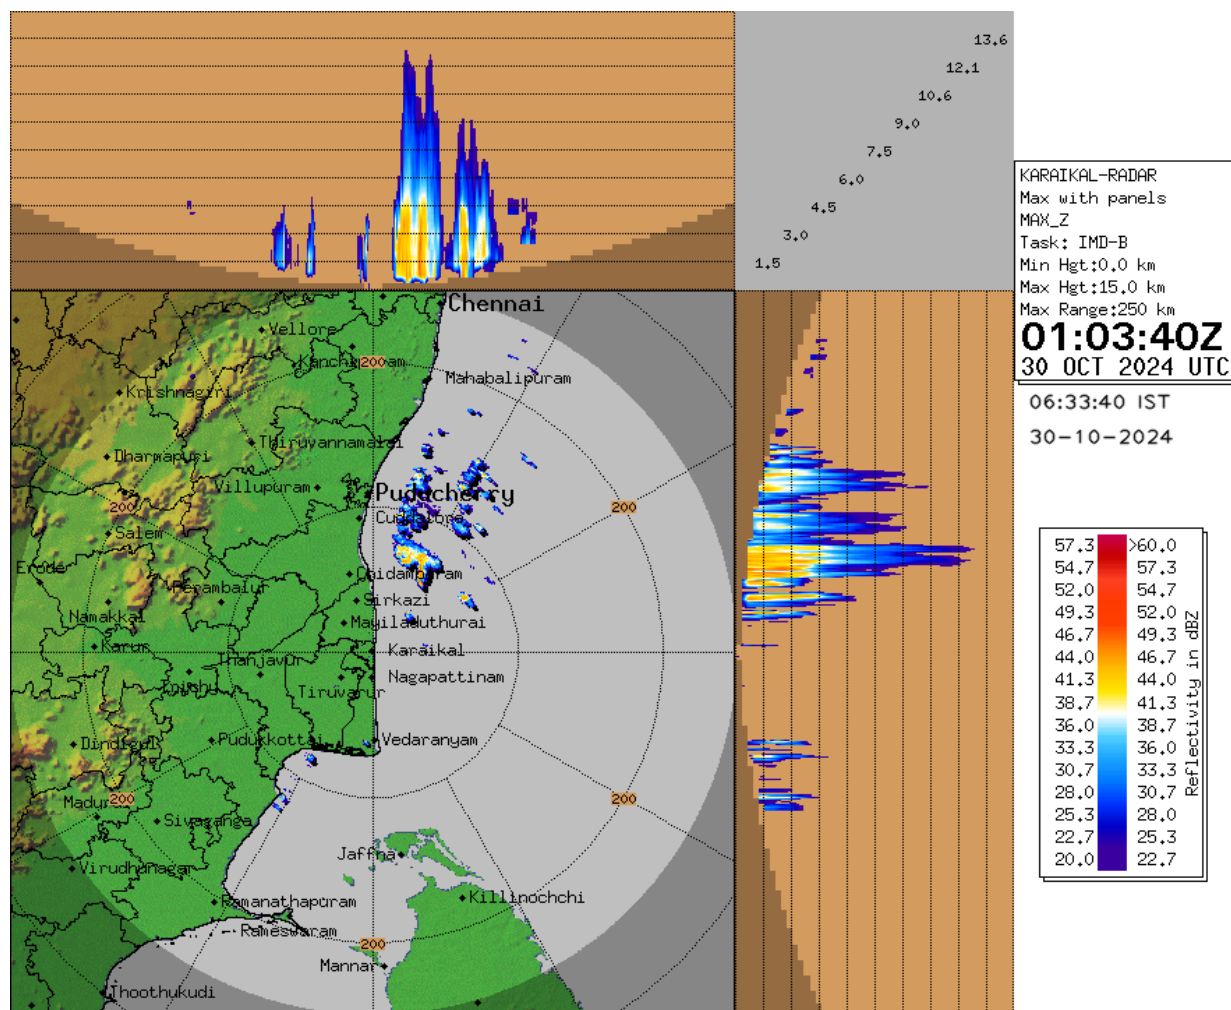 13.6
12.1
10.6
9.0
7.5
6.0
4.5
3.0
1.5
KARAIKAL-RADAR
Max with panels
MAX_Z
Task: IMD-B
Min Hgt:0.0 km
Max Hgt:15.0 km
Max Range:250 km
01:03:40Z
30 OCT 2024 UTC
06:33:40 IST
30-10-2024
Chennai
Vellore
200
Mahabalipuram
Krishnagiri
Thiruvannamalai
Dharmapuri
Villupuram
Puducherry
200
200
Cuddalore
Salem
Erode
Chidambaram
Perambalur
Sirkazi
Namakkal
Mayiladuthurai
Karur
Karaikal
Thanjavur
Nagapattinam
Tiruvarur
Pudukkottai
Vedaranyam
Dindigul
200
200
Sivaganga
Jaffna
Virudhunagar
Killinochchi
Ramanathapuram
Rameswaram
200
Mannar
Thoothukudi
57.3 >60.0
54.7 57.3
52.0 54.7
49.3 52.0
46.7 49.3
44.0 46.7
41.3 44.0
38.7 41.3
36.0 38.7
33.3 36.0
30.7 33.3
28.0 30.7
25.3 28.0
22.7 25.3
20.0 22.7
Reflectivity in dBZ